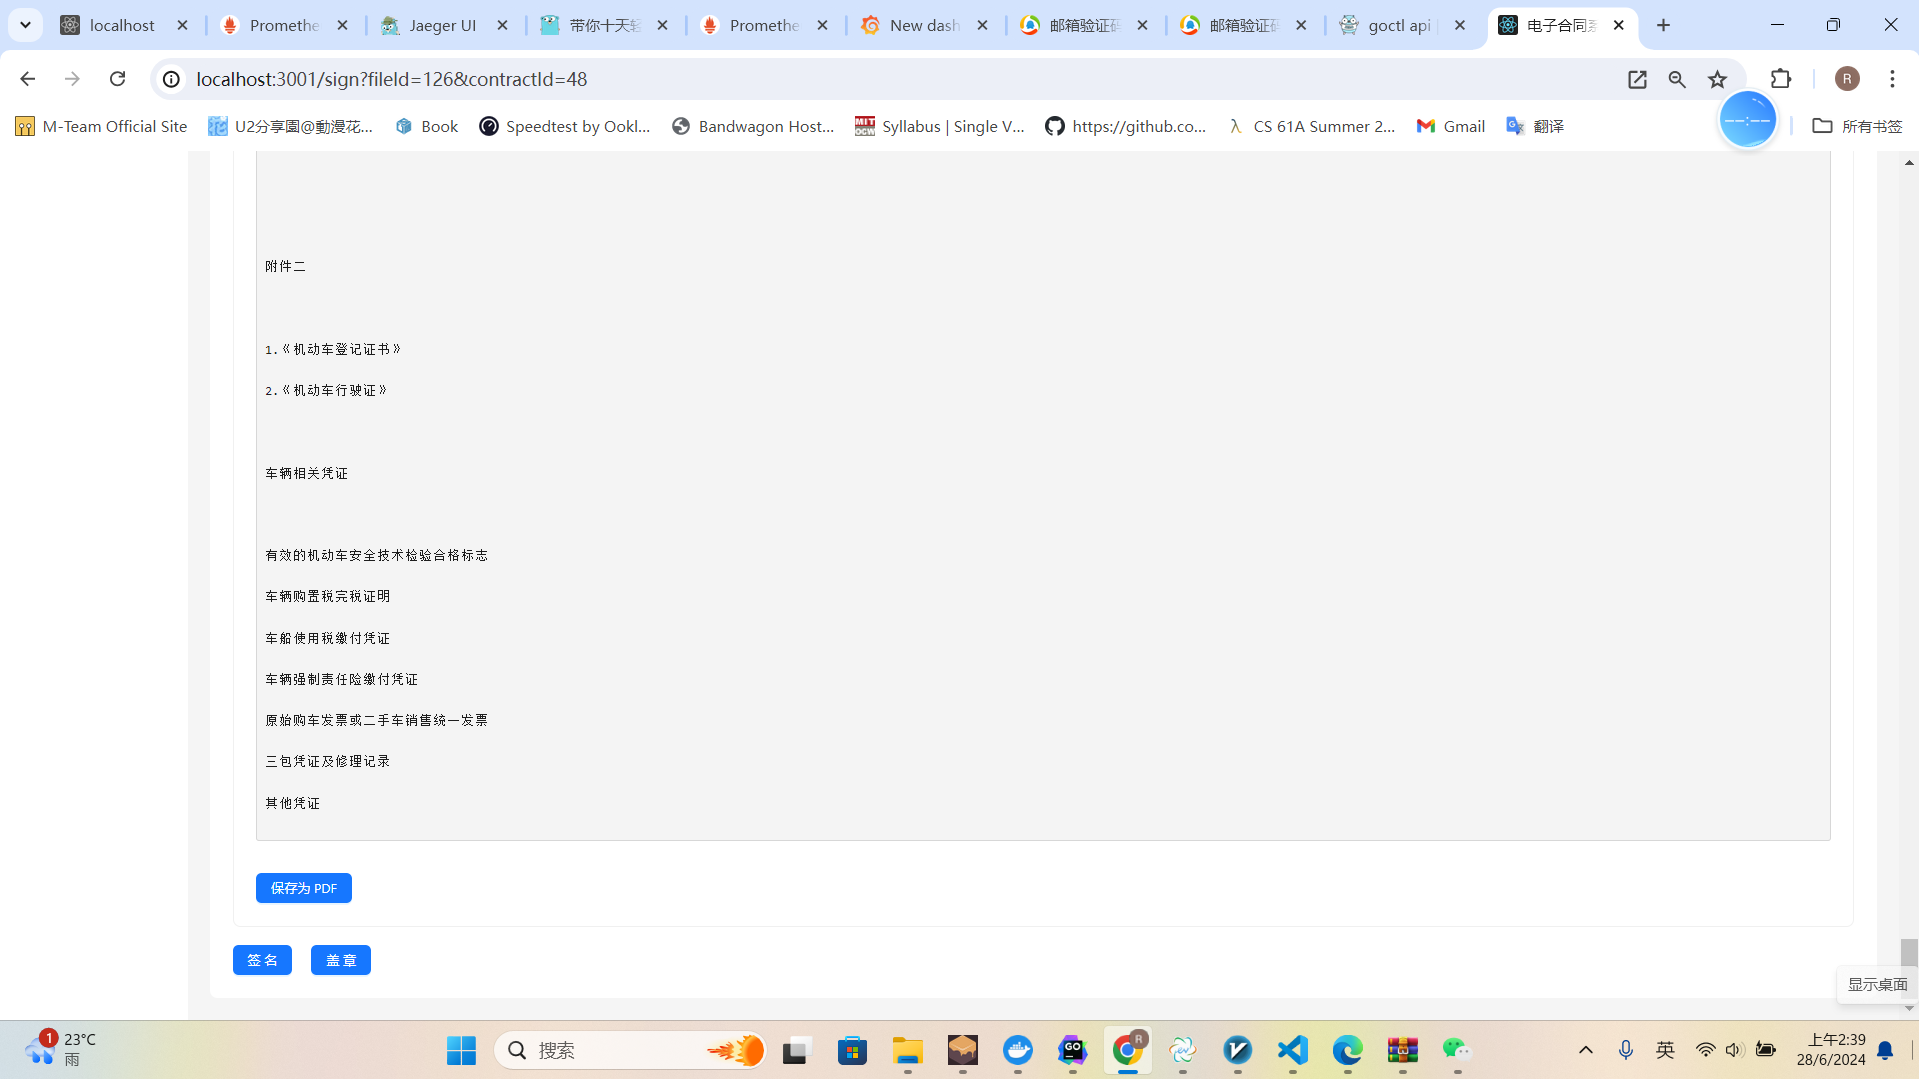 localhost
Promethe
Jaeger UI
带你十天轻
Promethe
New dash
邮箱验证码
邮箱验证码
goctl api
电子合同系
localhost:3001/sign?fileId=126&contractId=48
R
M-Team Official Site
U2分享園@動漫花...
Book
Speedtest by Ookl...
Bandwagon Host...
Syllabus | Single V...
https://github.co...
CS 61A Summer 2...
Gmail
翻译
--:--
所有书签
附件二
1.《机动车登记证书》
2.《机动车行驶证》
车辆相关凭证
有效的机动车安全技术检验合格标志
车辆购置税完税证明
车船使用税缴付凭证
车辆强制责任险缴付凭证
原始购车发票或二手车销售统一发票
三包凭证及修理记录
其他凭证
保存为 PDF
签 名
盖 章
显示桌面
1
23°C
雨
搜索
GO
R
英
上午2:39
28/6/2024